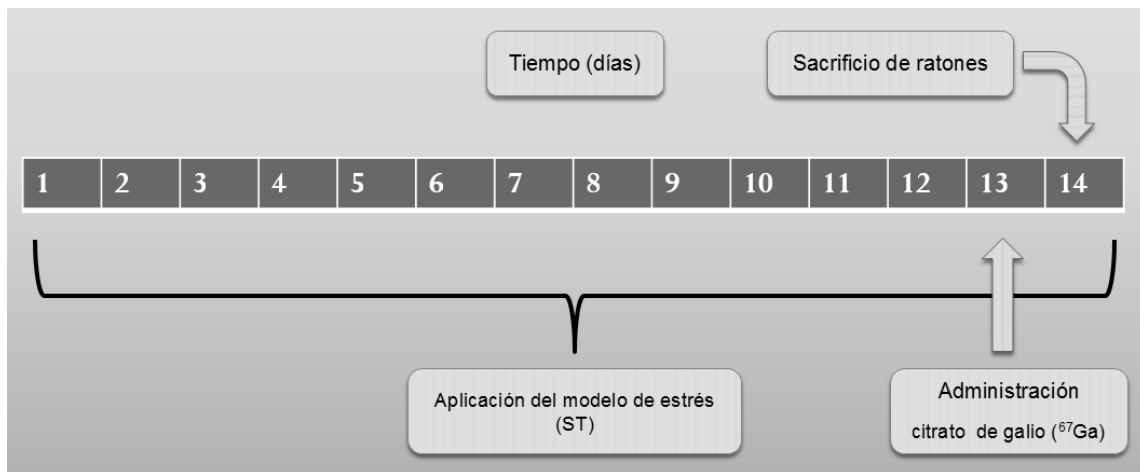 Tiempo (días)
Sacrificio de ratones
1 2 3 4 5 6 7 8 9 10 11 12 13 14
Aplicación del modelo de estrés
(ST)
Administración
citrato de galio (⁶⁷Ga)